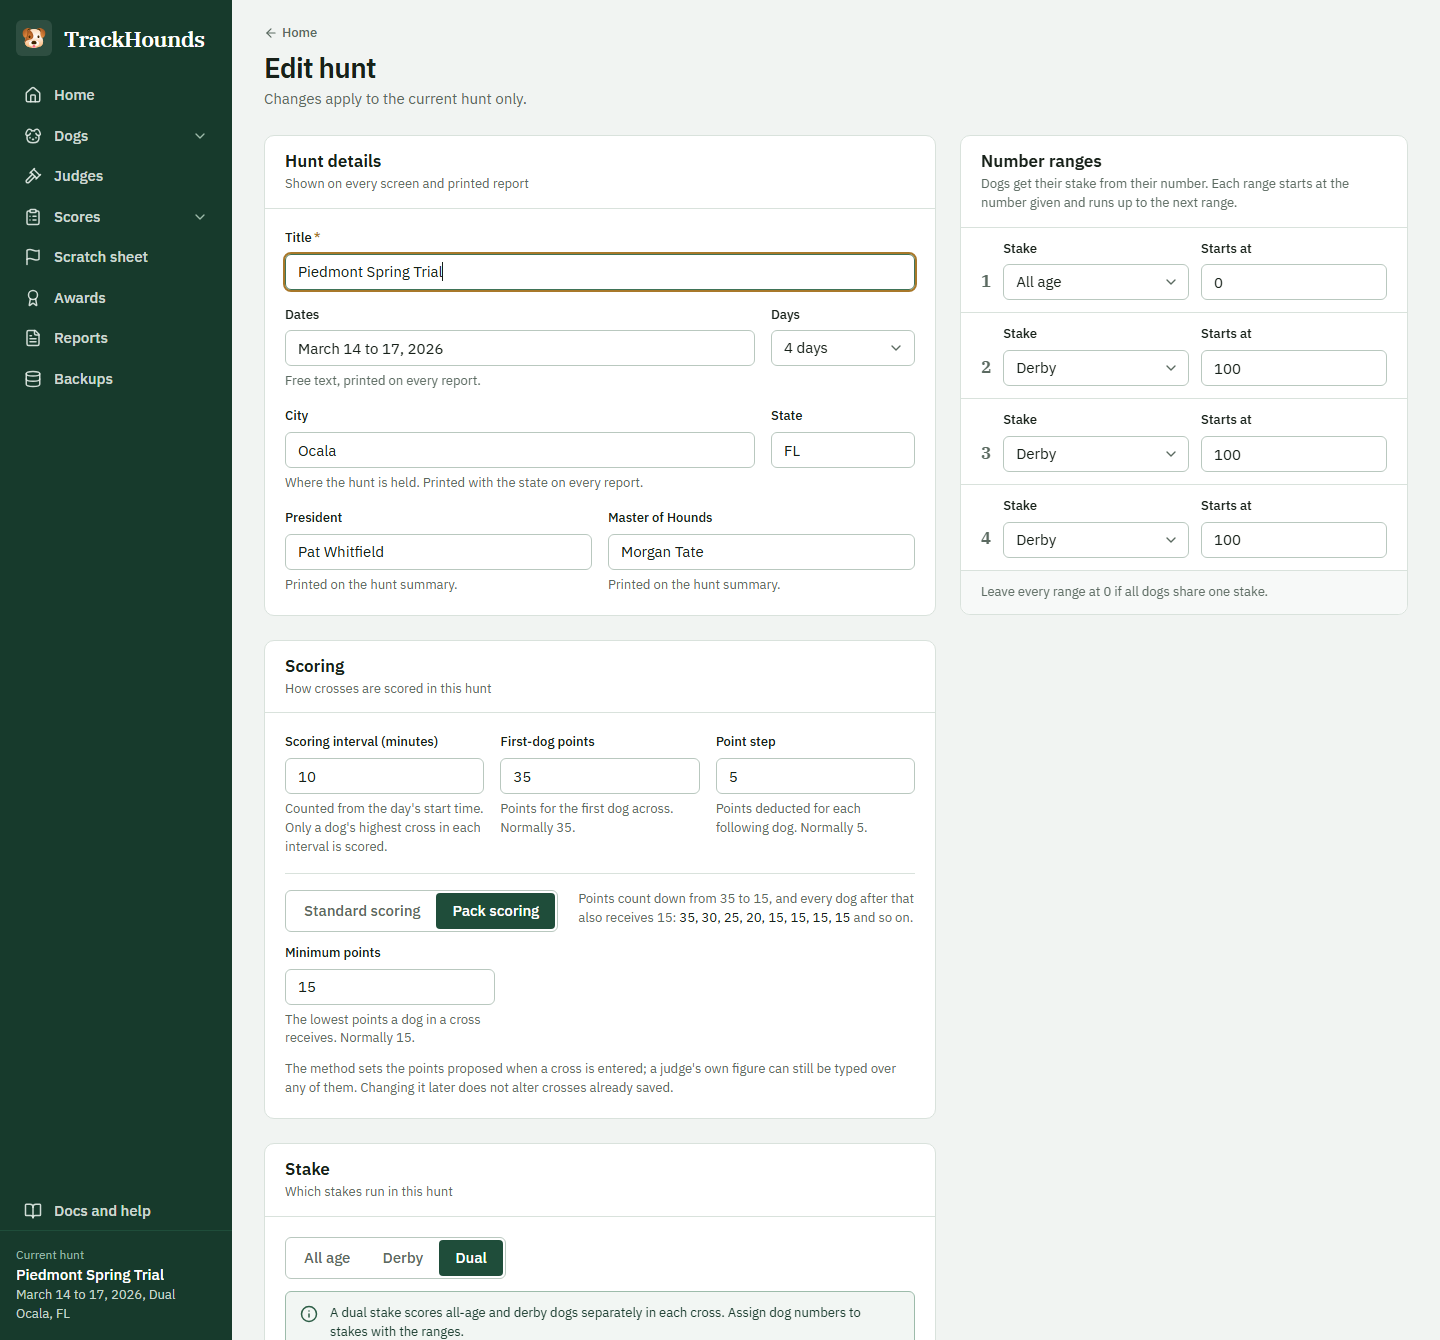 TrackHounds
Home
Dogs
Judges
Scores
Scratch sheet
Awards
Reports
Backups
Docs and help
Current hunt
Piedmont Spring Trial
March 14 to 17, 2026, Dual
Ocala, FL
Home
Edit hunt
Changes apply to the current hunt only.
Hunt details
Shown on every screen and printed report
Title *
Piedmont Spring Trial
Dates
March 14 to 17, 2026
Free text, printed on every report.
Days
4 days
City
Ocala
State
FL
Where the hunt is held. Printed with the state on every report.
President
Pat Whitfield
Printed on the hunt summary.
Master of Hounds
Morgan Tate
Printed on the hunt summary.
Scoring
How crosses are scored in this hunt
Scoring interval (minutes)
10
Counted from the day's start time.
Only a dog's highest cross in each
interval is scored.
First-dog points
35
Points for the first dog across.
Normally 35.
Point step
5
Points deducted for each
following dog. Normally 5.
Standard scoring
Pack scoring
Points count down from 35 to 15, and every dog after that
also receives 15: 35, 30, 25, 20, 15, 15, 15, 15 and so on.
Minimum points
15
The lowest points a dog in a cross
receives. Normally 15.
The method sets the points proposed when a cross is entered; a judge's own figure can still be typed over
any of them. Changing it later does not alter crosses already saved.
Stake
Which stakes run in this hunt
All age
Derby
Dual
A dual stake scores all-age and derby dogs separately in each cross. Assign dog numbers to
stakes with the ranges.
Number ranges
Dogs get their stake from their number. Each range starts at the
number given and runs up to the next range.
Stake
Starts at
1
All age
0
Stake
Starts at
2
Derby
100
Stake
Starts at
3
Derby
100
Stake
Starts at
4
Derby
100
Leave every range at 0 if all dogs share one stake.